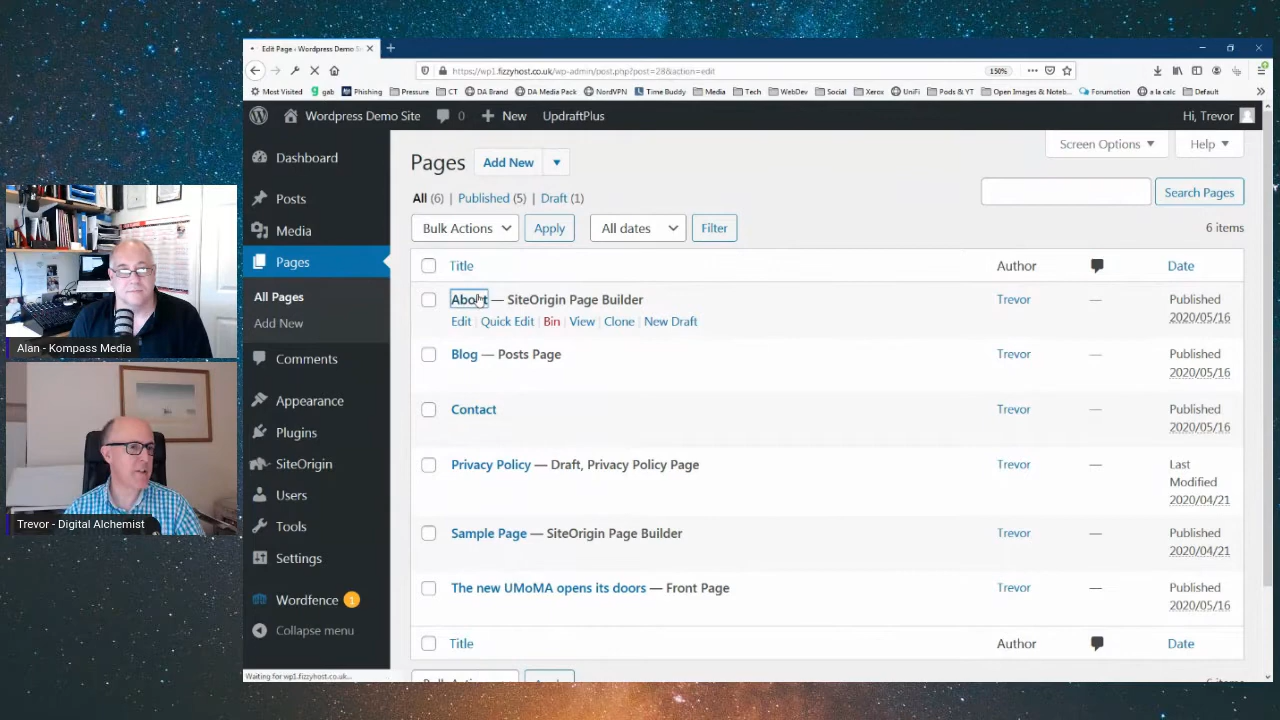 Edit Page ‹ Wordpress Demo Si
https://wp1.fizzyhost.co.uk/wp-admin/post.php?post=28&action=edit
150%
Most Visited gab Phishing Pressure CT DA Brand DA Media Pack NordVPN Time Buddy Media Tech WebDev Social Xerox UniFi Pods & YT Open Images & Noteb... Forumotion a la calc Default
Wordpress Demo Site 0 New UpdraftPlus Hi, Trevor
Dashboard
Posts
Media
Pages
All Pages
Add New
Comments
Appearance
Plugins
SiteOrigin
Users
Tools
Settings
Wordfence 1
Collapse menu
Screen Options Help
Pages Add New
All (6) | Published (5) | Draft (1)
Search Pages
Bulk Actions Apply All dates Filter 6 items
Title Author Date
About — SiteOrigin Page Builder Trevor — Published
2020/05/16
Edit | Quick Edit | Bin | View | Clone | New Draft
Blog — Posts Page Trevor — Published
2020/05/16
Contact Trevor — Published
2020/05/16
Privacy Policy — Draft, Privacy Policy Page Trevor — Last
Modified
2020/04/21
Sample Page — SiteOrigin Page Builder Trevor — Published
2020/04/21
The new UMoMA opens its doors — Front Page Trevor — Published
2020/05/16
Title Author Date
Waiting for wp1.fizzyhost.co.uk...
Alan - Kompass Media
Trevor - Digital Alchemist